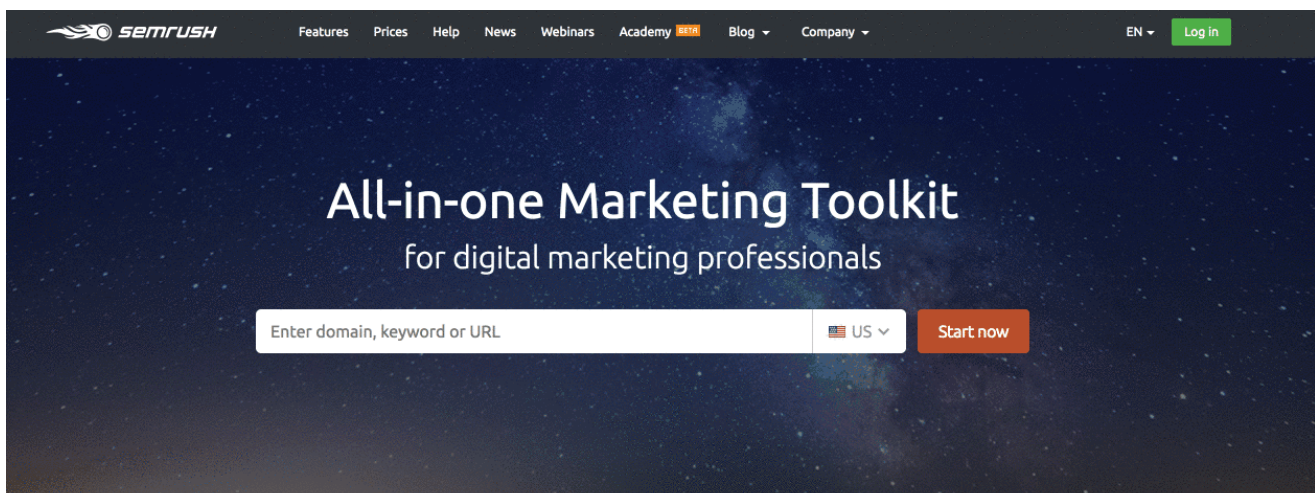 semrush Features Prices Help News Webinars Academy BETA Blog Company EN Log in
All-in-one Marketing Toolkit
for digital marketing professionals
Enter domain, keyword or URL US Start now